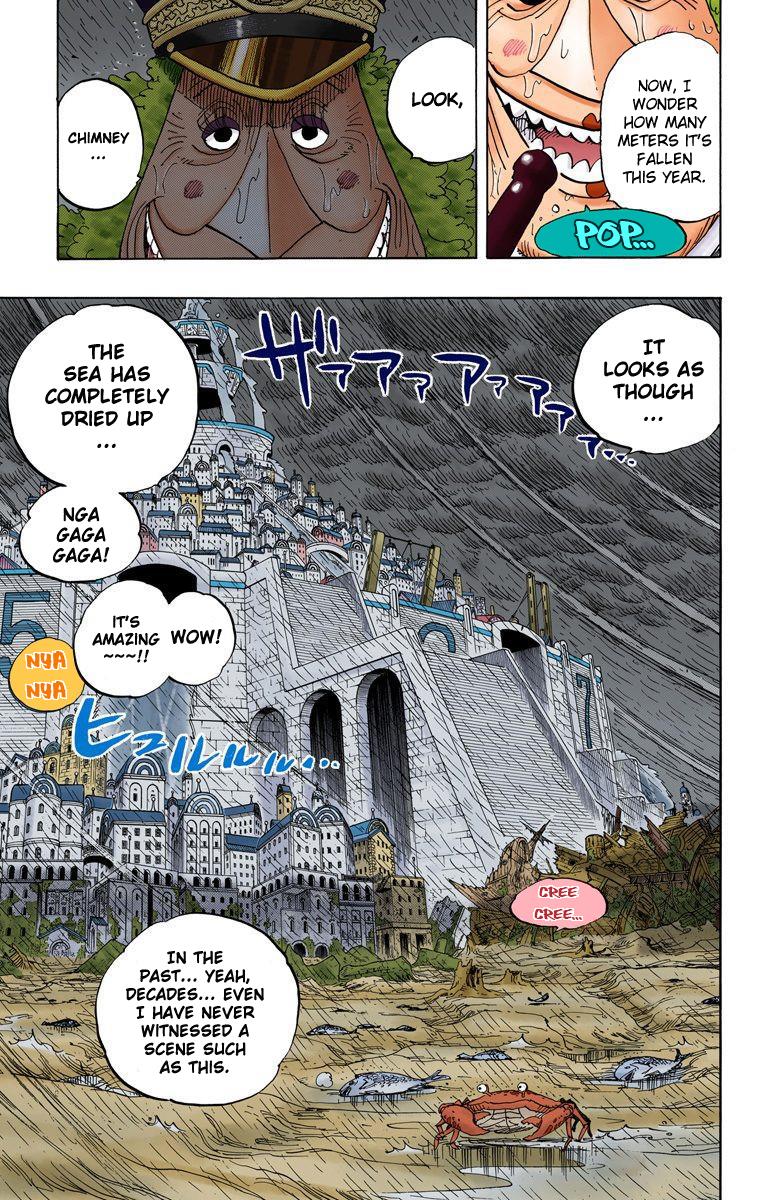 NOW, I
WONDER
HOW MANY
METERS IT'S
FALLEN
THIS YEAR.
POP...
LOOK,
CHIMNEY
...
IT
LOOKS AS
THOUGH
...
ザァァァァァァァァ...
THE
SEA HAS
COMPLETELY
DRIED UP
...
NGA
GAGA
GAGA!
WOW!
IT'S
AMAZING
~~~!!
NYA
NYA
5
7
ヒュルルルル...
CREE
CREE...
IN THE
PAST... YEAH,
DECADES... EVEN
I HAVE NEVER
WITNESSED A
SCENE SUCH
AS THIS.